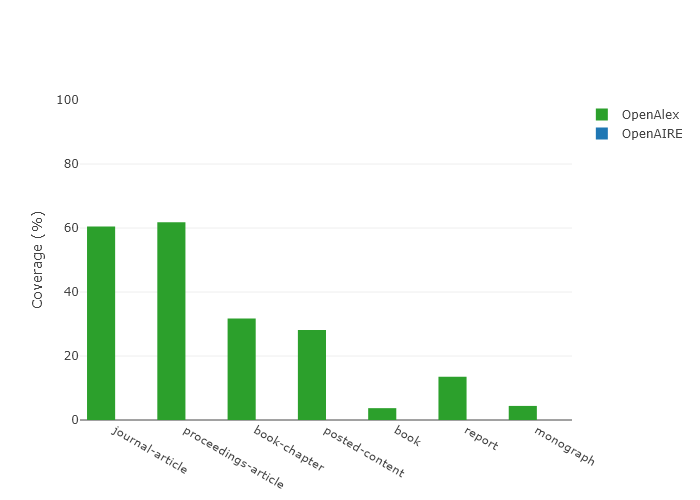 100
80
60
40
20
0
Coverage (%)
journal-article
proceedings-article
book-chapter
posted-content
book
report
monograph
OpenAlex
OpenAIRE